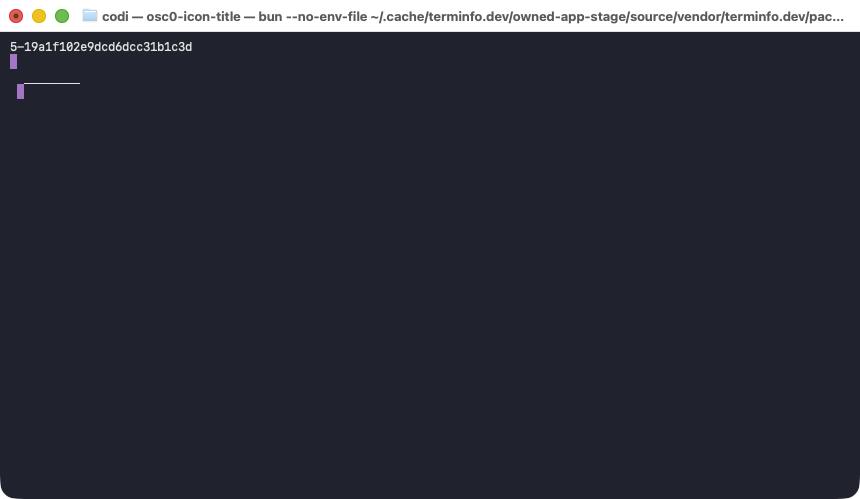 codi — osc0-icon-title — bun --no-env-file ~/.cache/terminfo.dev/owned-app-stage/source/vendor/terminfo.dev/pac...
5-19a1f102e9dcd6dcc31b1c3d
________